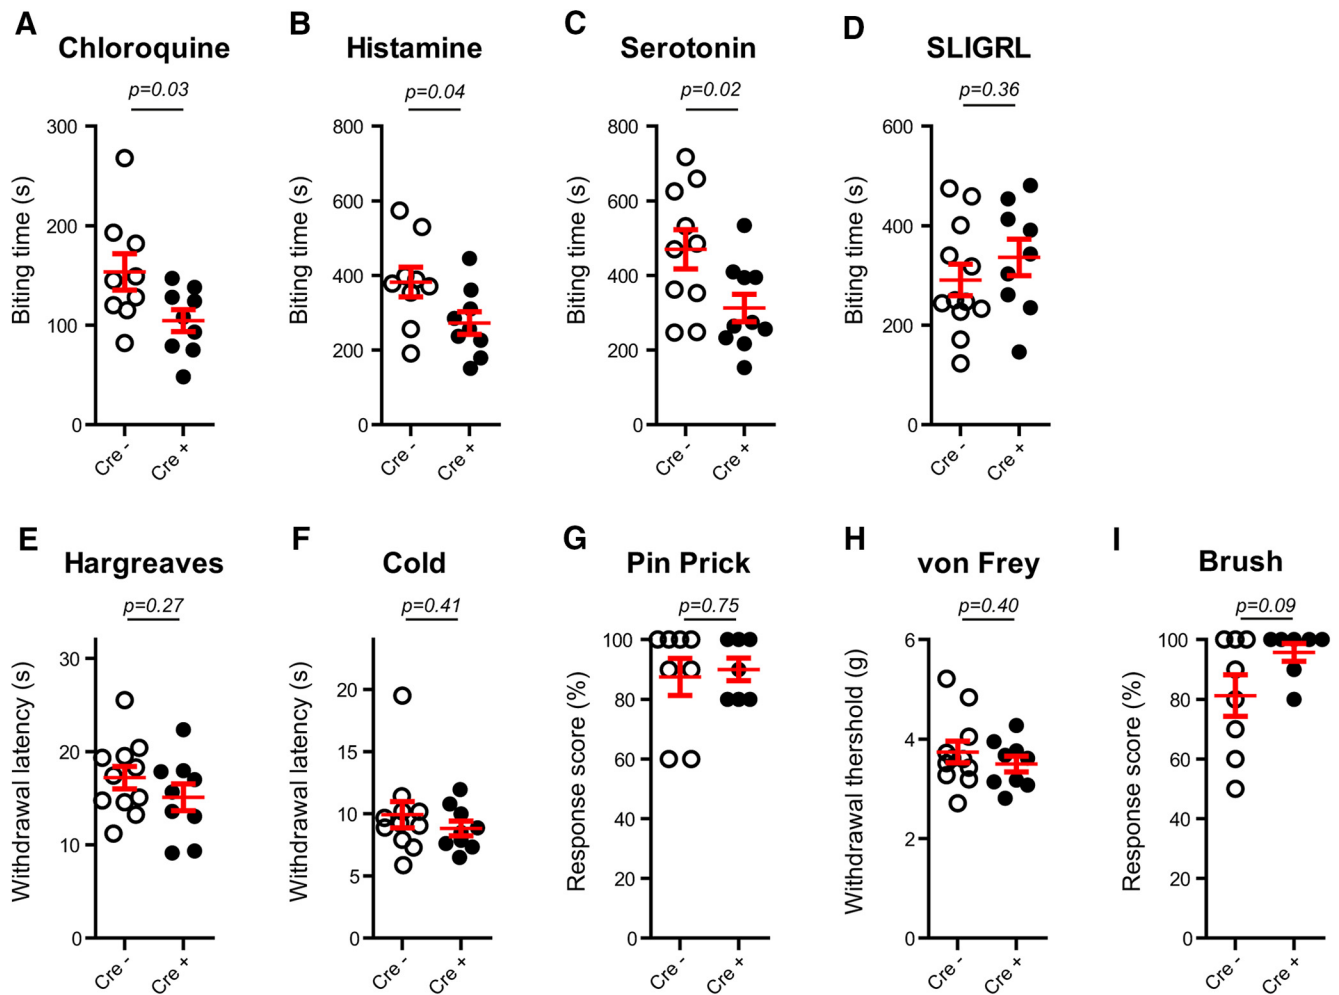 A
Chloroquine
p=0.03
Biting time (s)
300
200
100
0
Cre -
Cre +
B
Histamine
p=0.04
Biting time (s)
800
600
400
200
0
Cre -
Cre +
C
Serotonin
p=0.02
Biting time (s)
800
600
400
200
0
Cre -
Cre +
D
SLIGRL
p=0.36
Biting time (s)
600
400
200
0
Cre -
Cre +
E
Hargreaves
p=0.27
Withdrawal latency (s)
30
20
10
0
Cre -
Cre +
F
Cold
p=0.41
Withdrawal latency (s)
20
15
10
5
0
Cre -
Cre +
G
Pin Prick
p=0.75
Response score (%)
100
80
60
40
20
0
Cre -
Cre +
H
von Frey
p=0.40
Withdrawal thershold (g)
6
4
2
0
Cre -
Cre +
I
Brush
p=0.09
Response score (%)
100
80
60
40
20
0
Cre -
Cre +